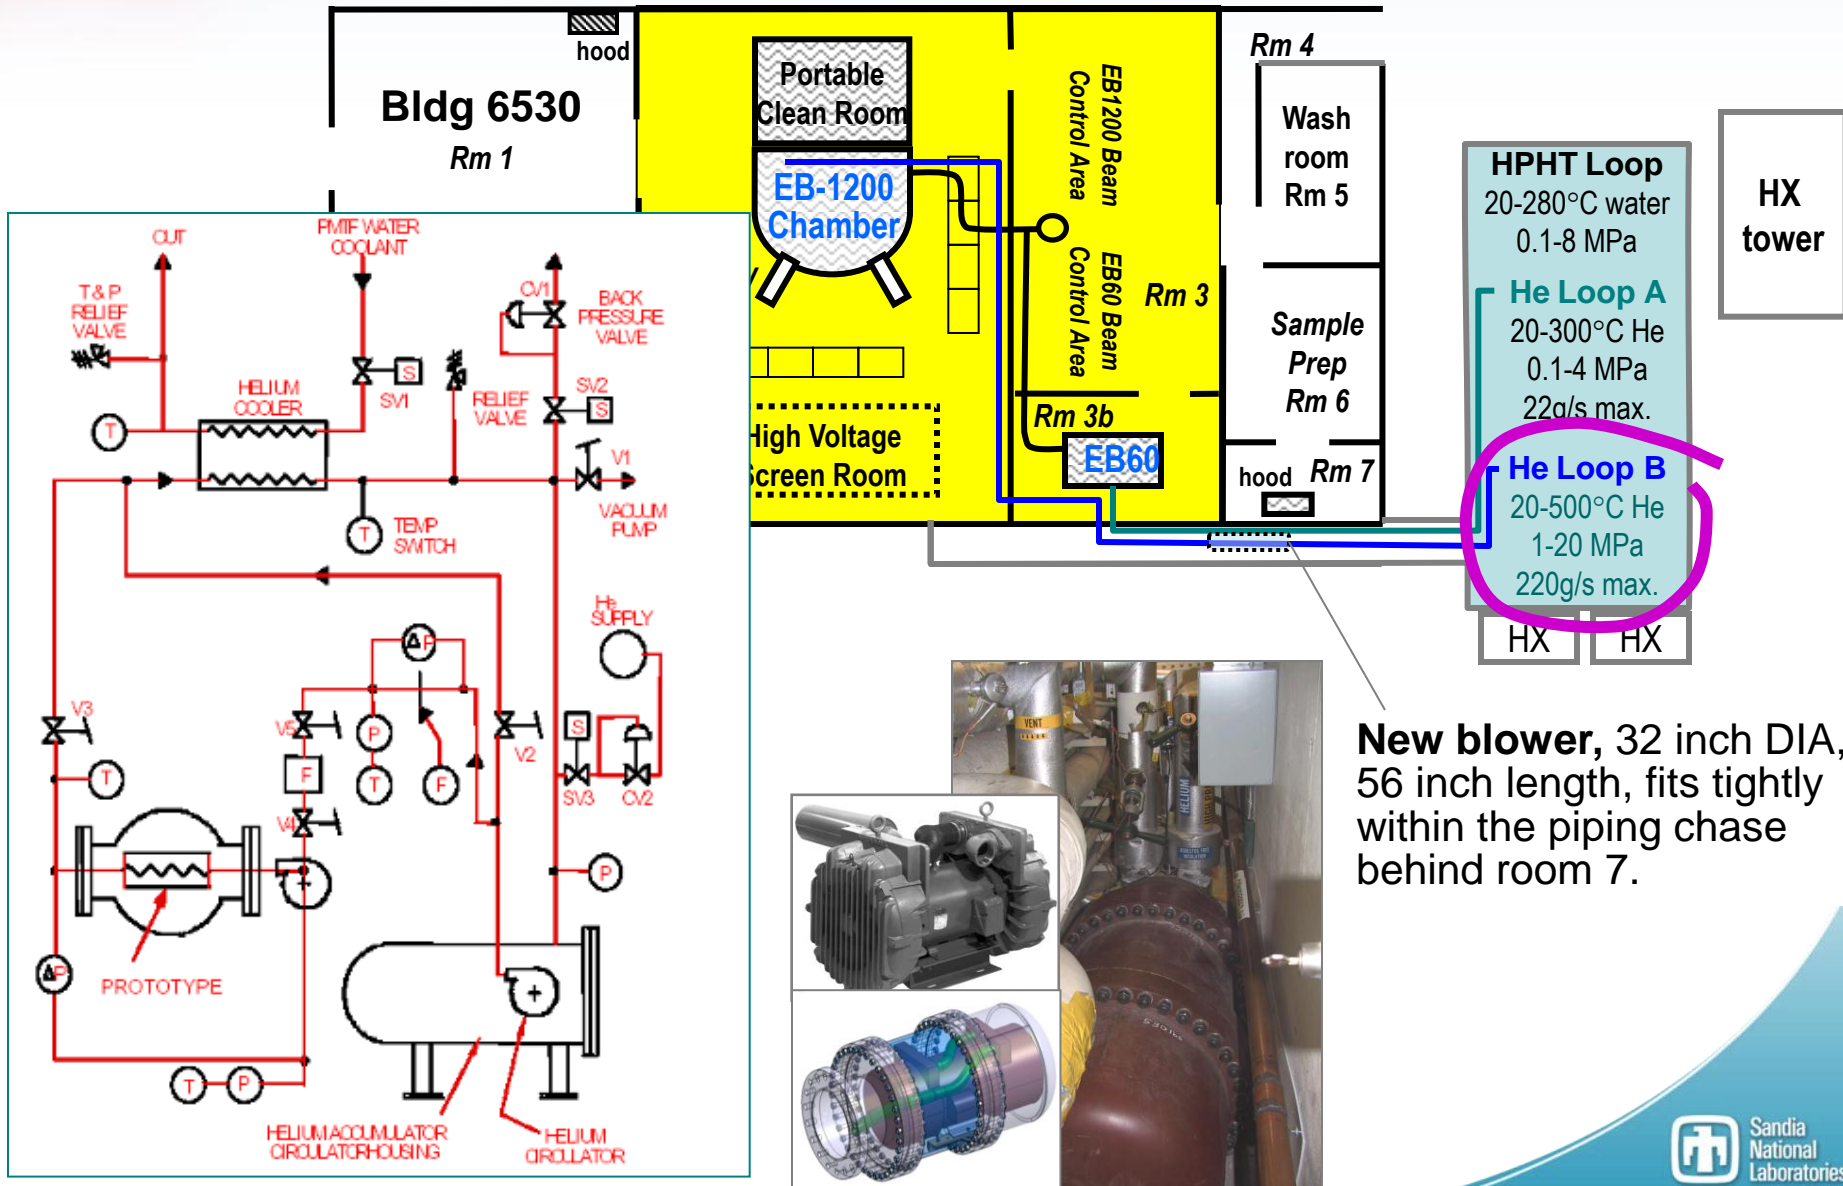 hood
Bldg 6530
Rm 1
Portable
Clean Room
EB-1200
Chamber
EB1200 Beam
Control Area
EB60 Beam
Control Area
Rm 3
Rm 3b
EB60
High Voltage
Screen Room
Rm 4
Wash
room
Rm 5
Sample
Prep
Rm 6
hood
Rm 7
HPHT Loop
20-280°C water
0.1-8 MPa
He Loop A
20-300°C He
0.1-4 MPa
22g/s max.
He Loop B
20-500°C He
1-20 MPa
220g/s max.
HX
HX
HX
tower
OUT
PMTF WATER
COOLANT
T & P
RELIEF
VALVE
CV1
BACK
PRESSURE
VALVE
S
SV1
HELIUM
COOLER
T
RELIEF
VALVE
SV2
S
V1
VACUUM
PUMP
T
TEMP
SWITCH
He
SUPPLY
ΔP
V3
V5
P
T
F
F
V2
S
SV3
CV2
T
V4
P
ΔP
PROTOTYPE
T
P
HELIUM ACCUMULATOR
CIRCULATOR HOUSING
HELIUM
CIRCULATOR
VENT
HELIUM
New blower, 32 inch DIA,
56 inch length, fits tightly
within the piping chase
behind room 7.
Sandia
National
Laboratories